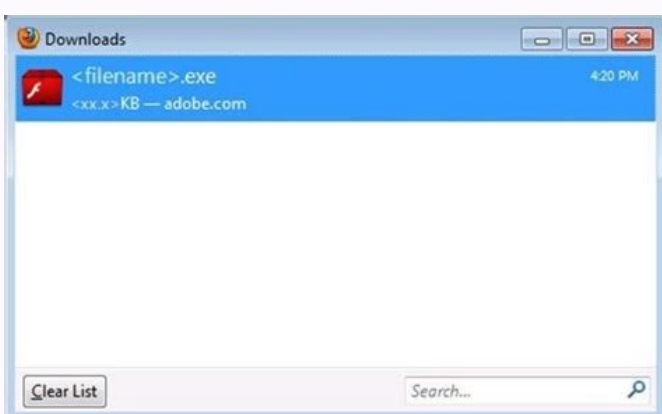 Downloads
<filename>.exe
4:20 PM
<xx.x>KB — adobe.com
Clear List
Search...